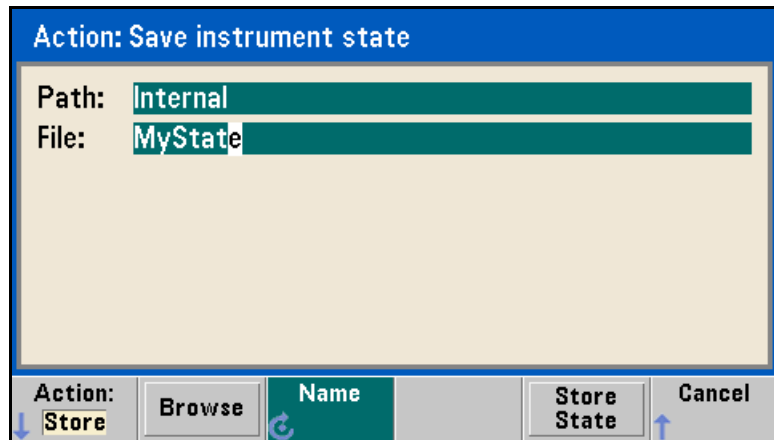 Action: Save instrument state
Path: Internal
File: MyState
Action:
Store
Browse
Name
Store
State
Cancel